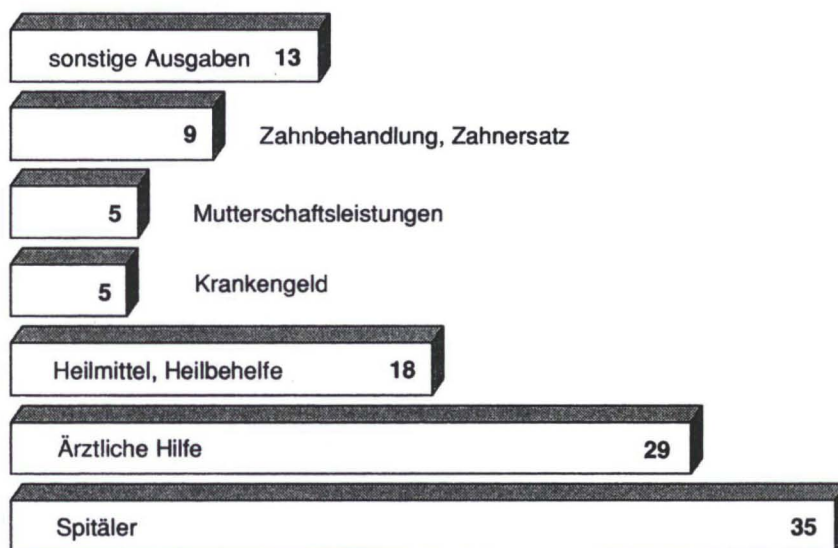 sonstige Ausgaben 13
9 Zahnbehandlung, Zahnersatz
5 Mutterschaftsleistungen
5 Krankengeld
Heilmittel, Heilbehelfe 18
Ärztliche Hilfe 29
Spitäler 35